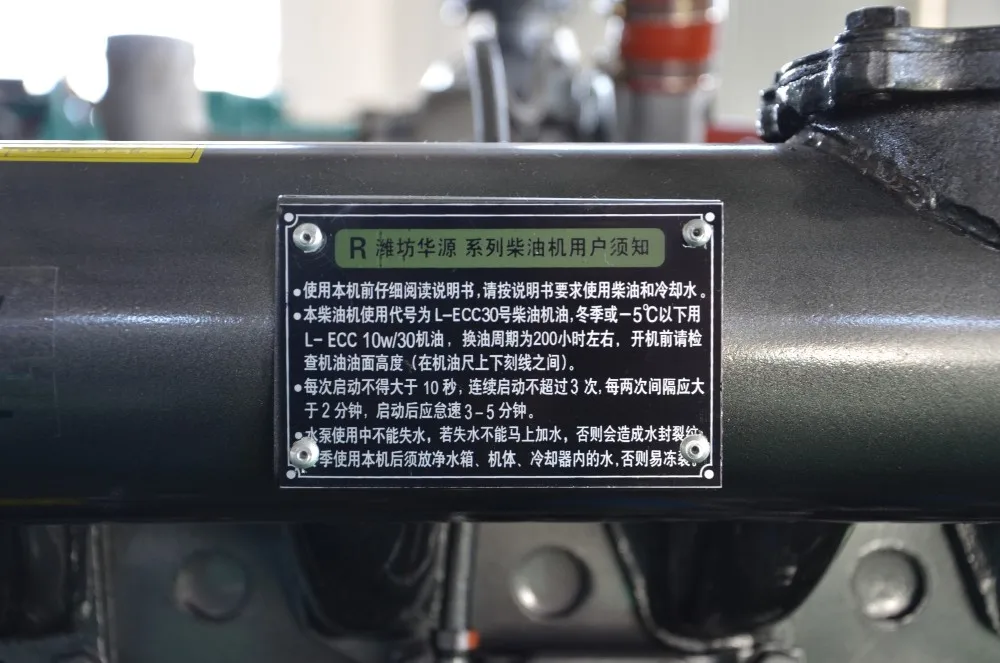 R 潍坊华源 系列柴油机用户须知
●使用本机前仔细阅读说明书,请按说明书要求使用柴油和冷却水。
●本柴油机使用代号为 L-ECC30号柴油机油,冬季或-5℃以下用
L- ECC 10w/30机油, 换油周期为200小时左右, 开机前请检
查机油油面高度(在机油尺上下刻线之间)。
●每次启动不得大于 10 秒, 连续启动不超过 3 次, 每两次间隔应大
于 2 分钟, 启动后应怠速 3-5 分钟。
●水泵使用中不能失水, 若失水不能马上加水, 否则会造成水封裂
季使用本机后须放净水箱、机体、冷却器内的水,否则易冻